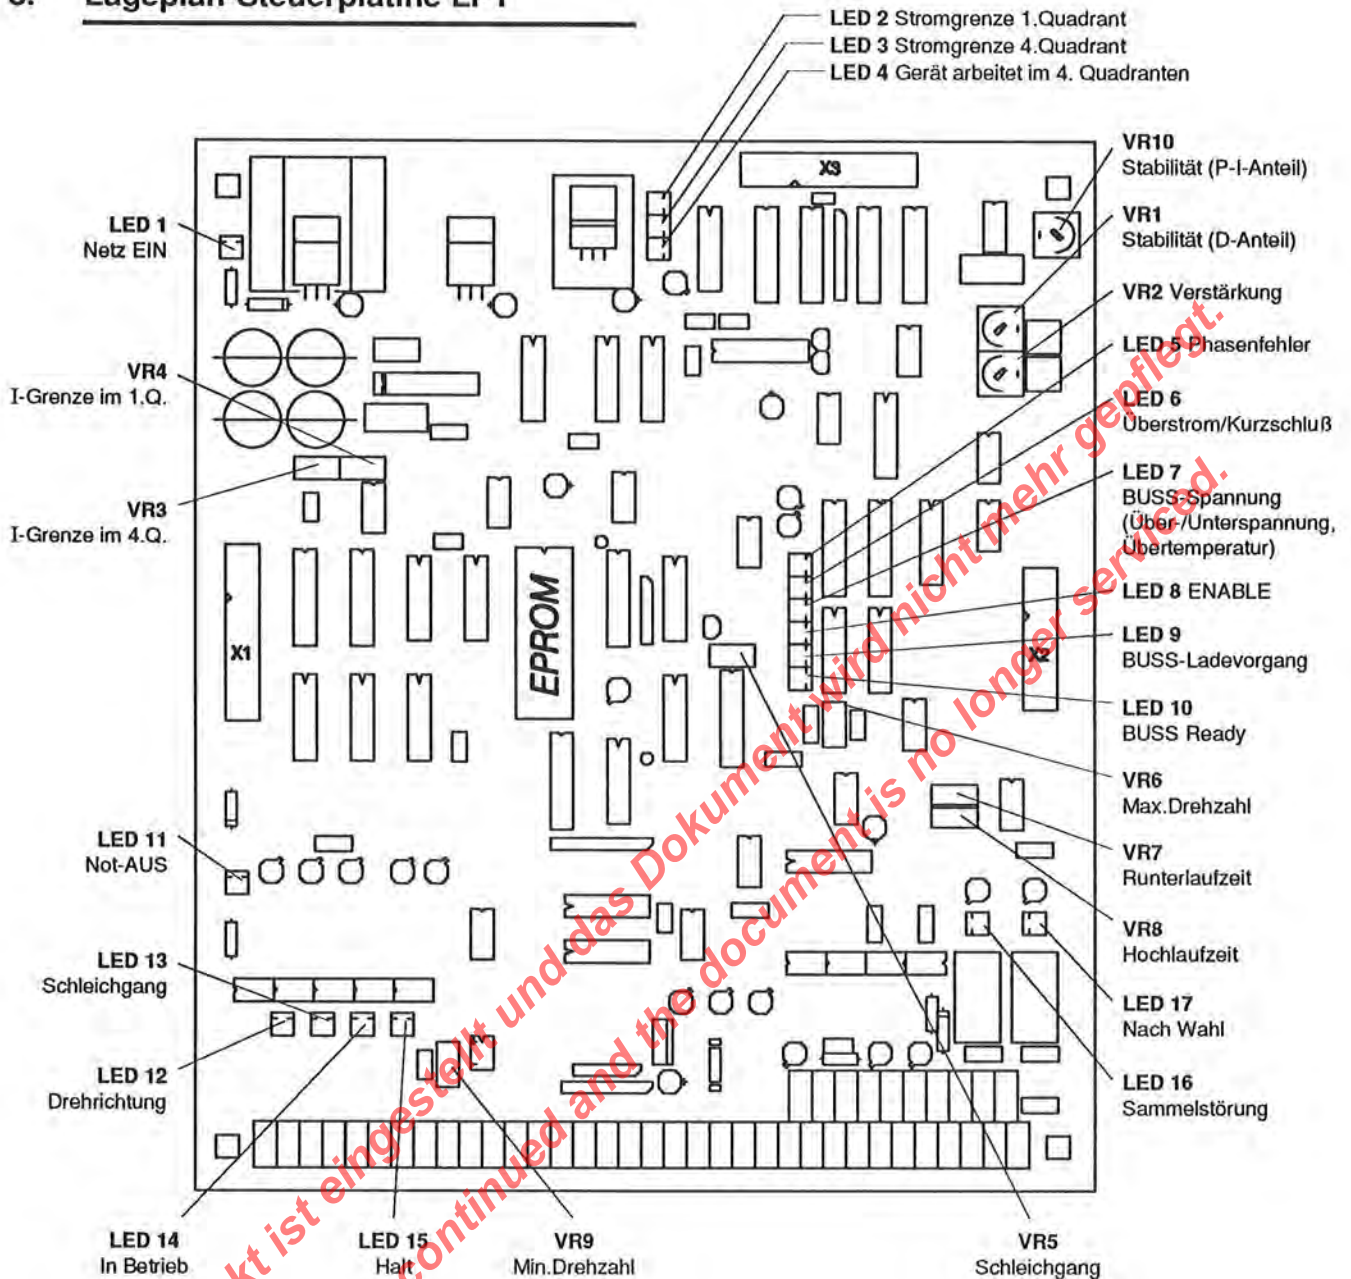 Lageplan Steuerplatine
LED 2 Stromgrenze 1.Quadrant
LED 3 Stromgrenze 4.Quadrant
LED 4 Gerät arbeitet im 4. Quadranten
X3
VR10
Stabilität (P-I-Anteil)
VR1
Stabilität (D-Anteil)
VR2 Verstärkung
LED 5 Phasenfehler
LED 6
Überstrom/Kurzschluß
LED 7
BUSS-Spannung
(Über-/Unterspannung,
Übertemperatur)
LED 8 ENABLE
LED 9
BUSS-Ladevorgang
LED 10
BUSS Ready
VR6
Max.Drehzahl
VR7
Runterlaufzeit
VR8
Hochlaufzeit
LED 17
Nach Wahl
LED 16
Sammelstörung
LED 1
Netz EIN
VR4
I-Grenze im 1.Q.
VR3
I-Grenze im 4.Q.
X1
EPROM
X2
LED 11
Not-AUS
LED 13
Schleichgang
LED 12
Drehrichtung
LED 14
In Betrieb
LED 15
Halt
VR9
Min.Drehzahl
VR5
Schleichgang
kt ist eingestellt und das Dokument wird nicht mehr gepflegt.
continued and the document is no longer serviced.